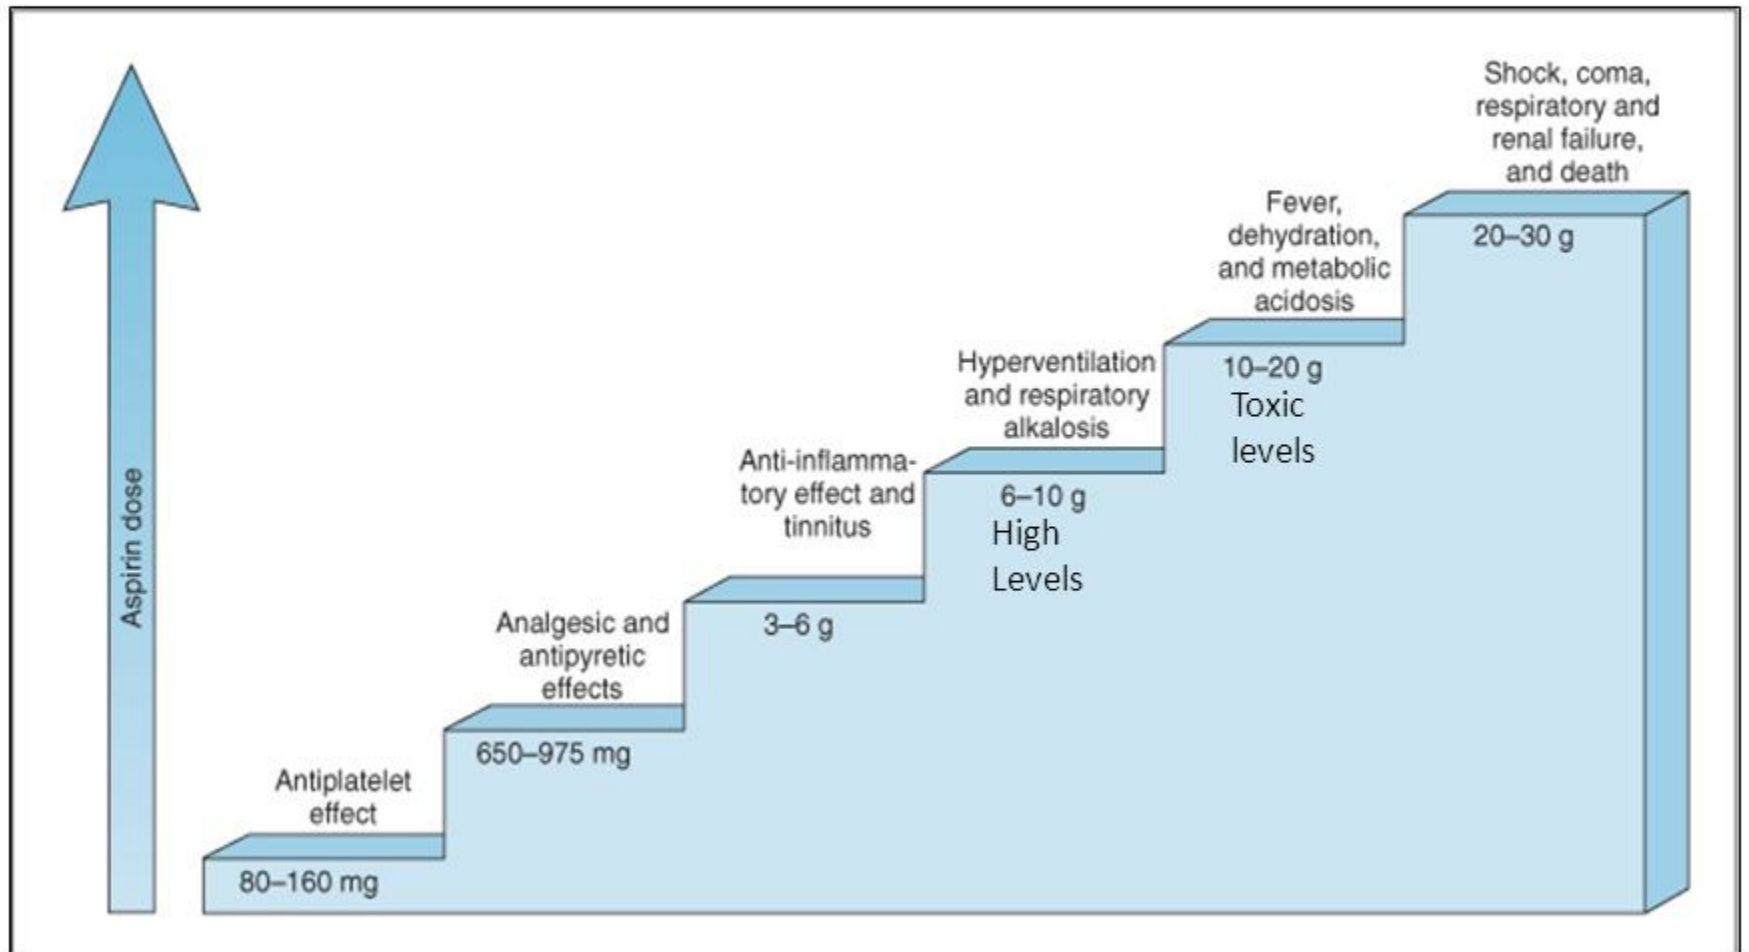 Aspirin dose
Antiplatelet
effect
80–160 mg
Analgesic and
antipyretic
effects
650–975 mg
Anti-inflamma-
tory effect and
tinnitus
3–6 g
Hyperventilation
and respiratory
alkalosis
6–10 g
High
Levels
Fever,
dehydration,
and metabolic
acidosis
10–20 g
Toxic
levels
Shock, coma,
respiratory and
renal failure,
and death
20–30 g